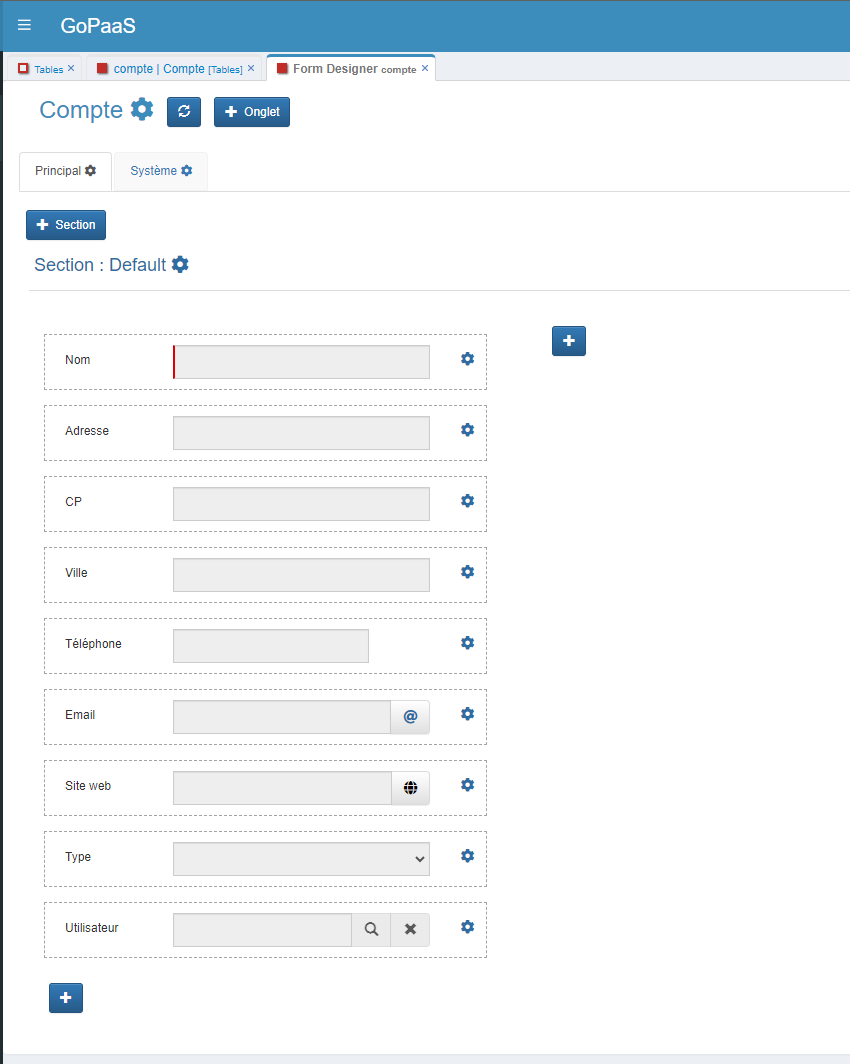 GoPaaS
Tables × compte | Compte [Tables] × Form Designer compte ×
Compte + Onglet
Principal Système
+ Section
Section : Default
Nom
Adresse
CP
Ville
Téléphone
Email @
Site web
Type
Utilisateur